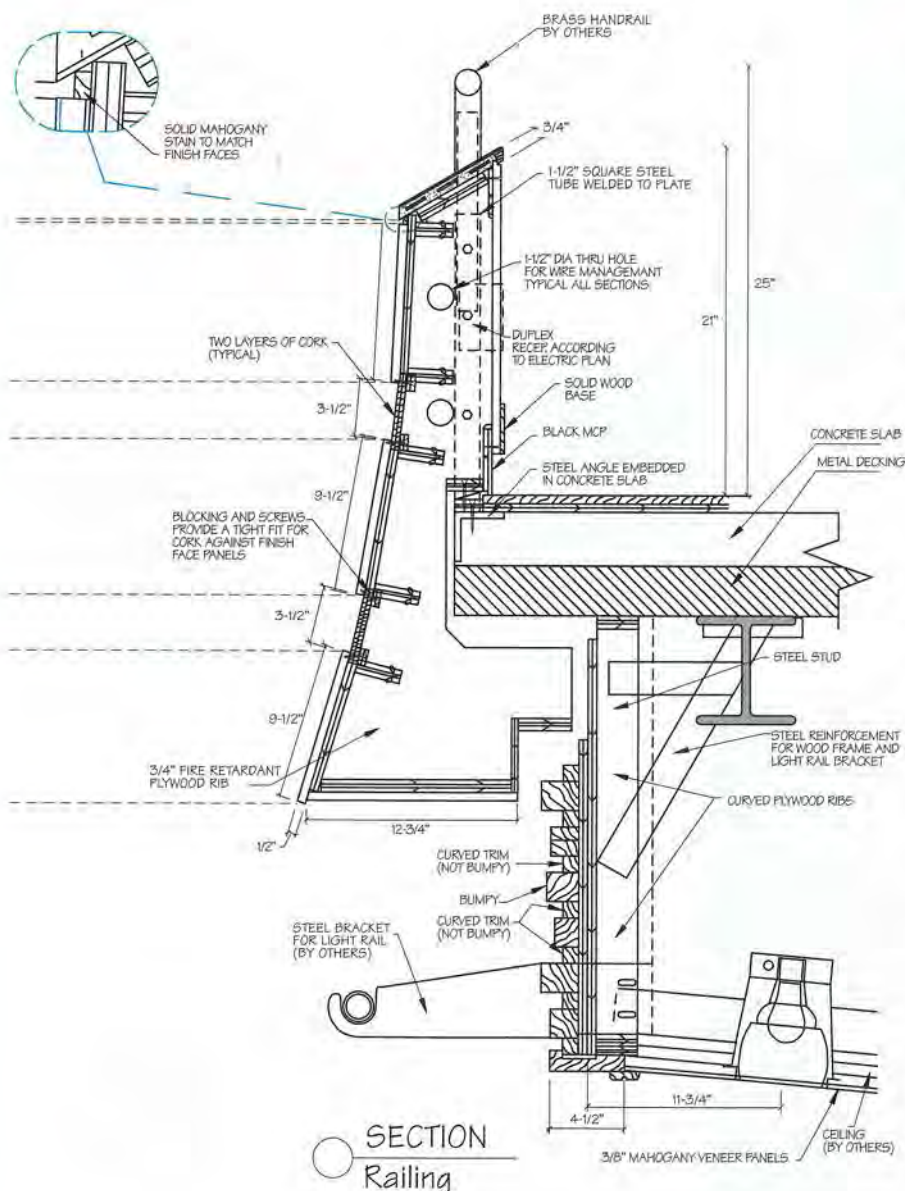 BRASS HANDRAIL
BY OTHERS
SOLID MAHOGANY
STAIN TO MATCH
FINISH FACES
3/4"
1-1/2" SQUARE STEEL
TUBE WELDED TO PLATE
1-1/2" DIA THRU HOLE
FOR WIRE MANAGEMANT
TYPICAL ALL SECTIONS
25"
21"
TWO LAYERS OF CORK
(TYPICAL)
DUPLEX
RECEP. ACCORDING
TO ELECTRIC PLAN
SOLID WOOD
BASE
3-1/2"
BLACK MCP
CONCRETE SLAB
METAL DECKING
STEEL ANGLE EMBEDDED
IN CONCRETE SLAB
9-1/2"
BLOCKING AND SCREWS
PROVIDE A TIGHT FIT FOR
CORK AGAINST FINISH
FACE PANELS
3-1/2"
STEEL STUD
9-1/2"
STEEL REINFORCEMENT
FOR WOOD FRAME AND
LIGHT RAIL BRACKET
3/4" FIRE RETARDANT
PLYWOOD RIB
CURVED PLYWOOD RIBS
12-3/4"
1/2"
CURVED TRIM
(NOT BUMPY)
BUMPY
CURVED TRIM
(NOT BUMPY)
STEEL BRACKET
FOR LIGHT RAIL
(BY OTHERS)
11-3/4"
4-1/2"
CEILING
(BY OTHERS)
3/8" MAHOGANY VENEER PANELS
SECTION
Railing